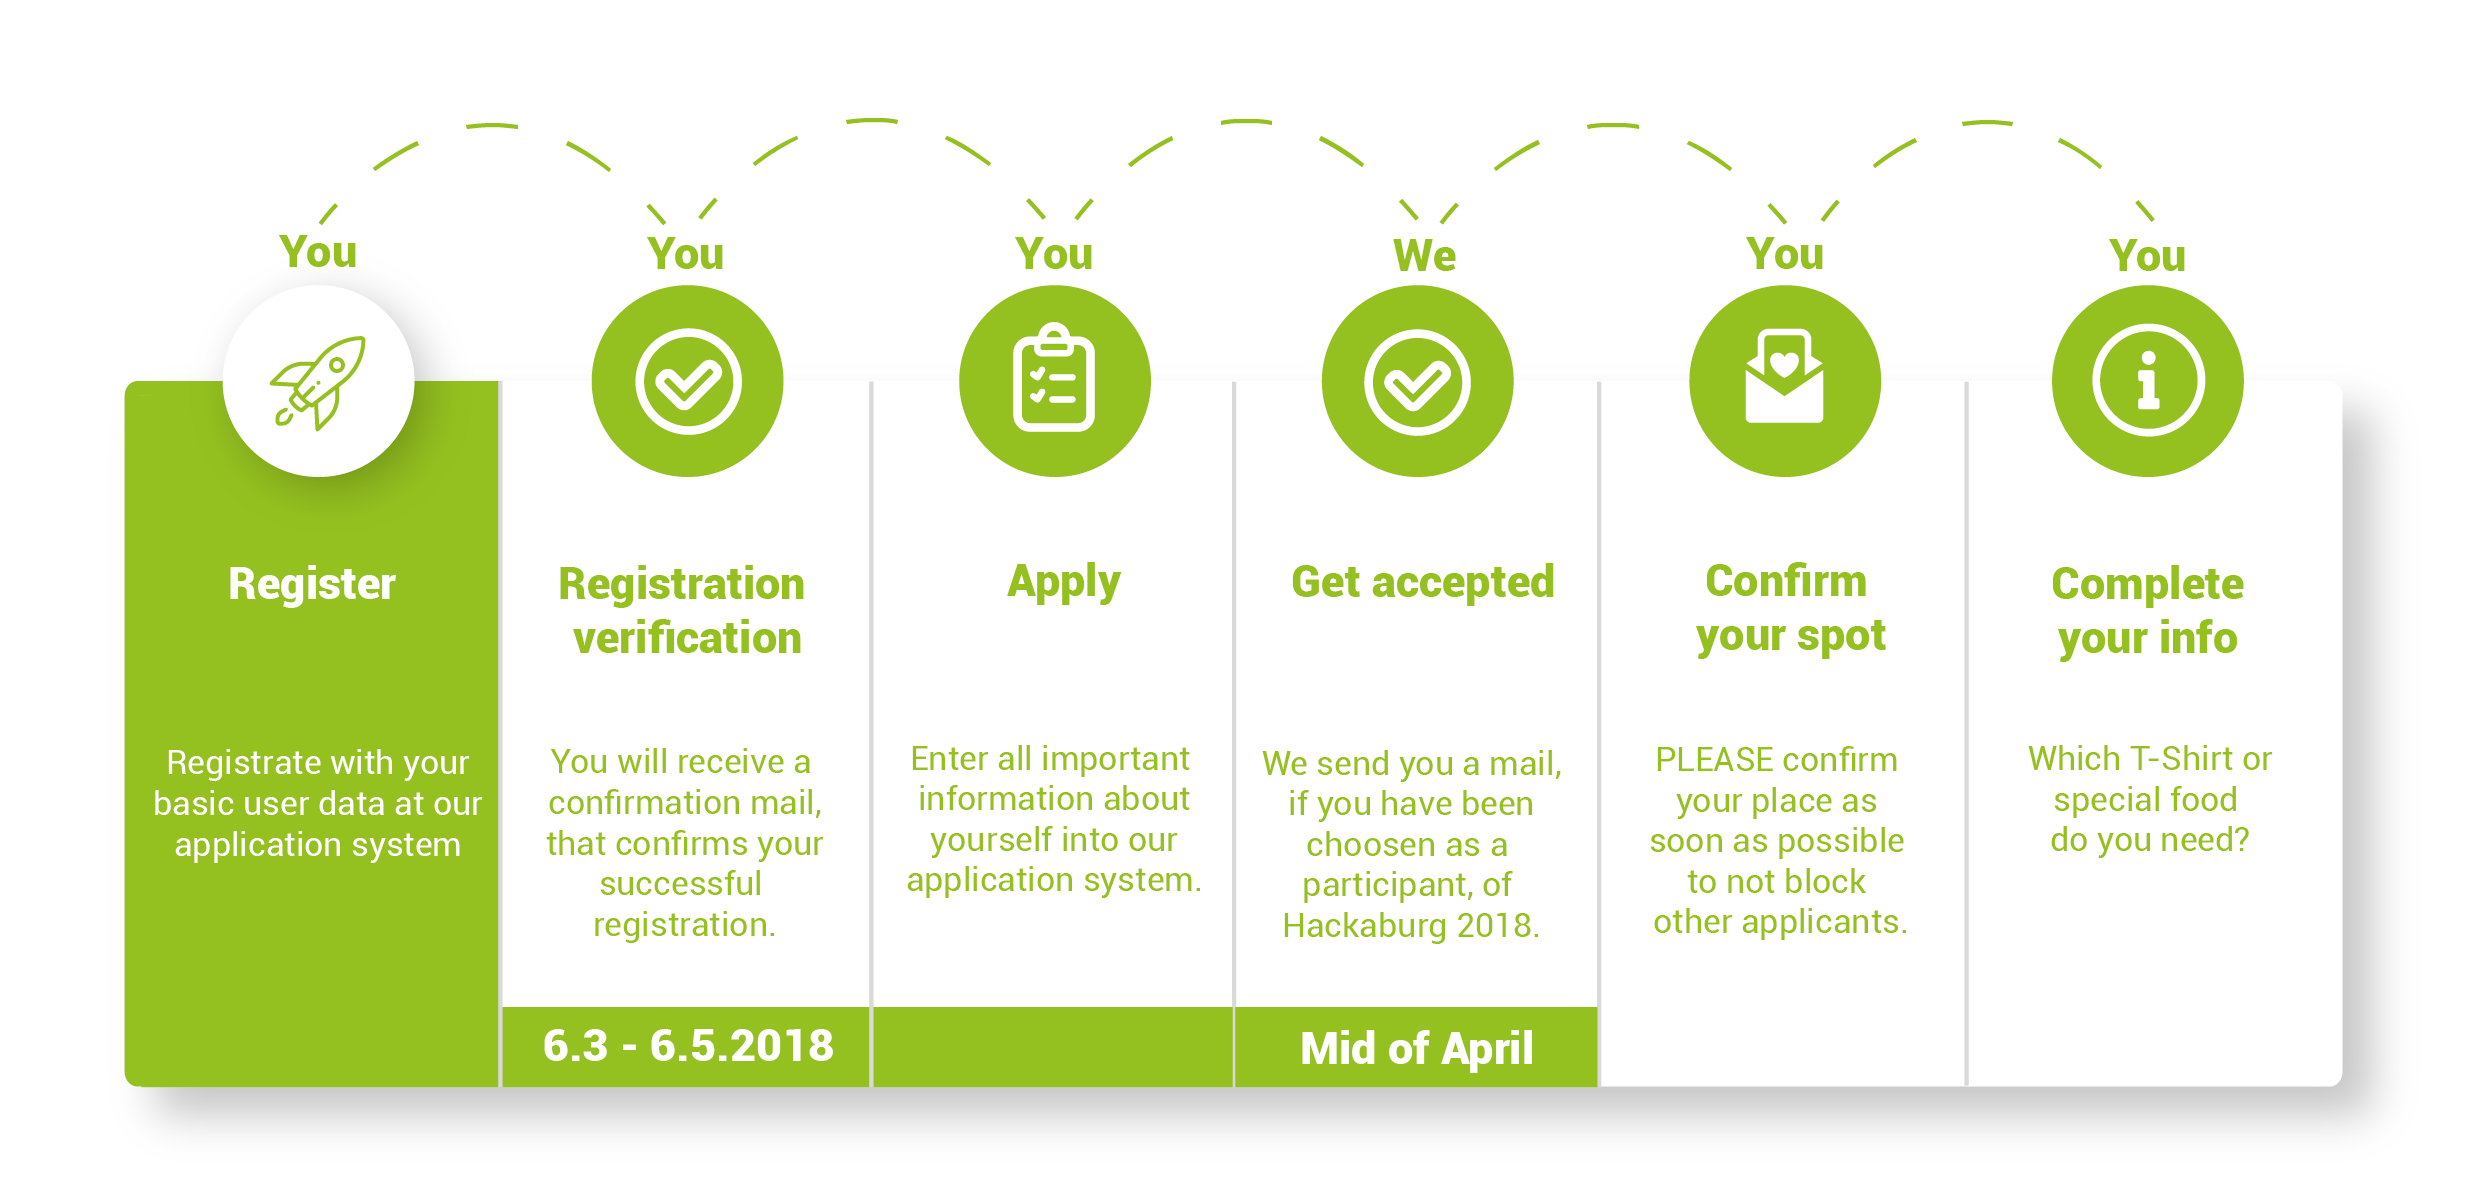 You
You
You
We
You
You
Register
Registrate with your
basic user data at our
application system
Registration
verification
You will receive a
confirmation mail,
that confirms your
successful
registration.
6.3 - 6.5.2018
Apply
Enter all important
information about
yourself into our
application system.
Get accepted
We send you a mail,
if you have been
choosen as a
participant, of
Hackaburg 2018.
Mid of April
Confirm
your spot
PLEASE confirm
your place as
soon as possible
to not block
other applicants.
Complete
your info
Which T-Shirt or
special food
do you need?